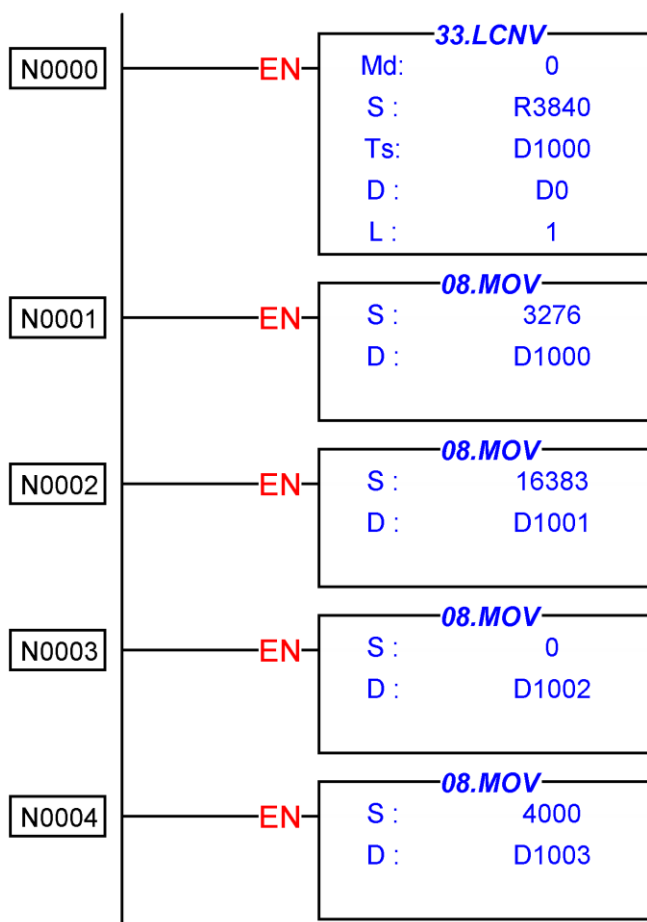 33.LCNV
N0000 EN Md: 0
S : R3840
Ts: D1000
D : D0
L : 1
08.MOV
N0001 EN S : 3276
D : D1000
08.MOV
N0002 EN S : 16383
D : D1001
08.MOV
N0003 EN S : 0
D : D1002
08.MOV
N0004 EN S : 4000
D : D1003